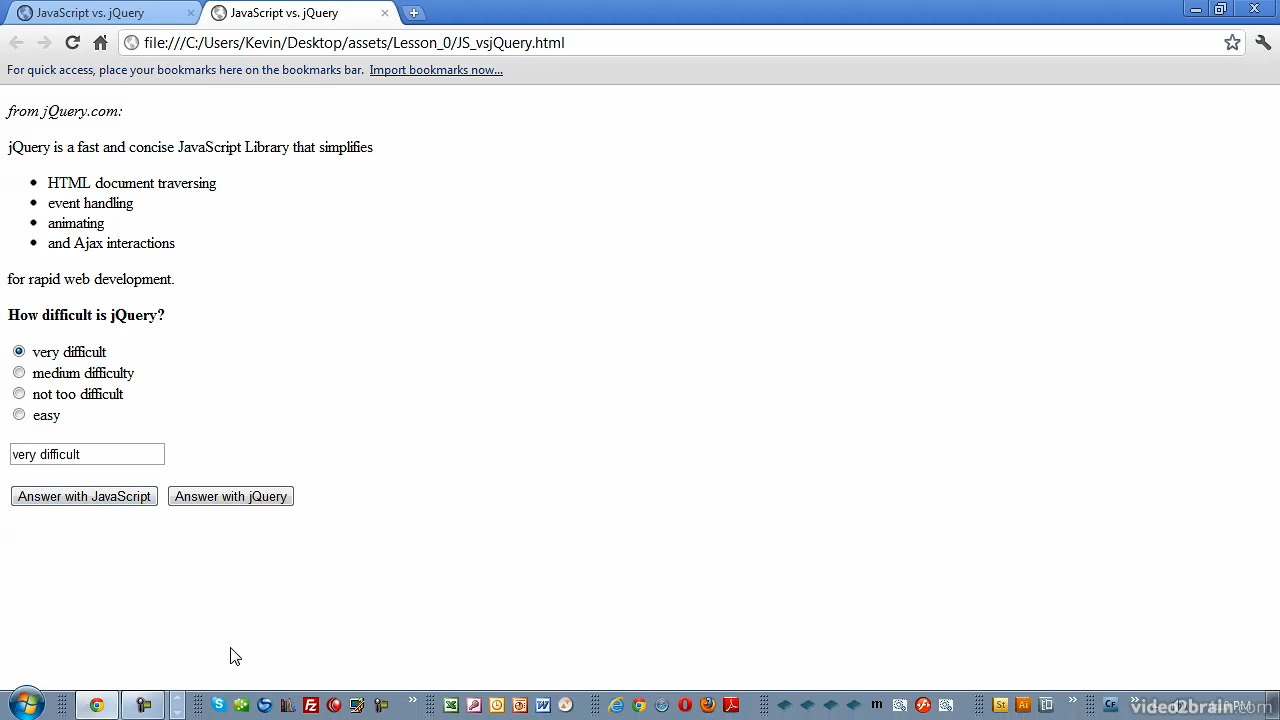 JavaScript vs. jQuery
JavaScript vs. jQuery
file:///C:/Users/Kevin/Desktop/assets/Lesson_0/JS_vsjQuery.html
For quick access, place your bookmarks here on the bookmarks bar. Import bookmarks now...
from jQuery.com:
jQuery is a fast and concise JavaScript Library that simplifies
HTML document traversing
event handling
animating
and Ajax interactions
for rapid web development.
How difficult is jQuery?
very difficult
medium difficulty
not too difficult
easy
very difficult
Answer with JavaScript Answer with jQuery
video2brain.com